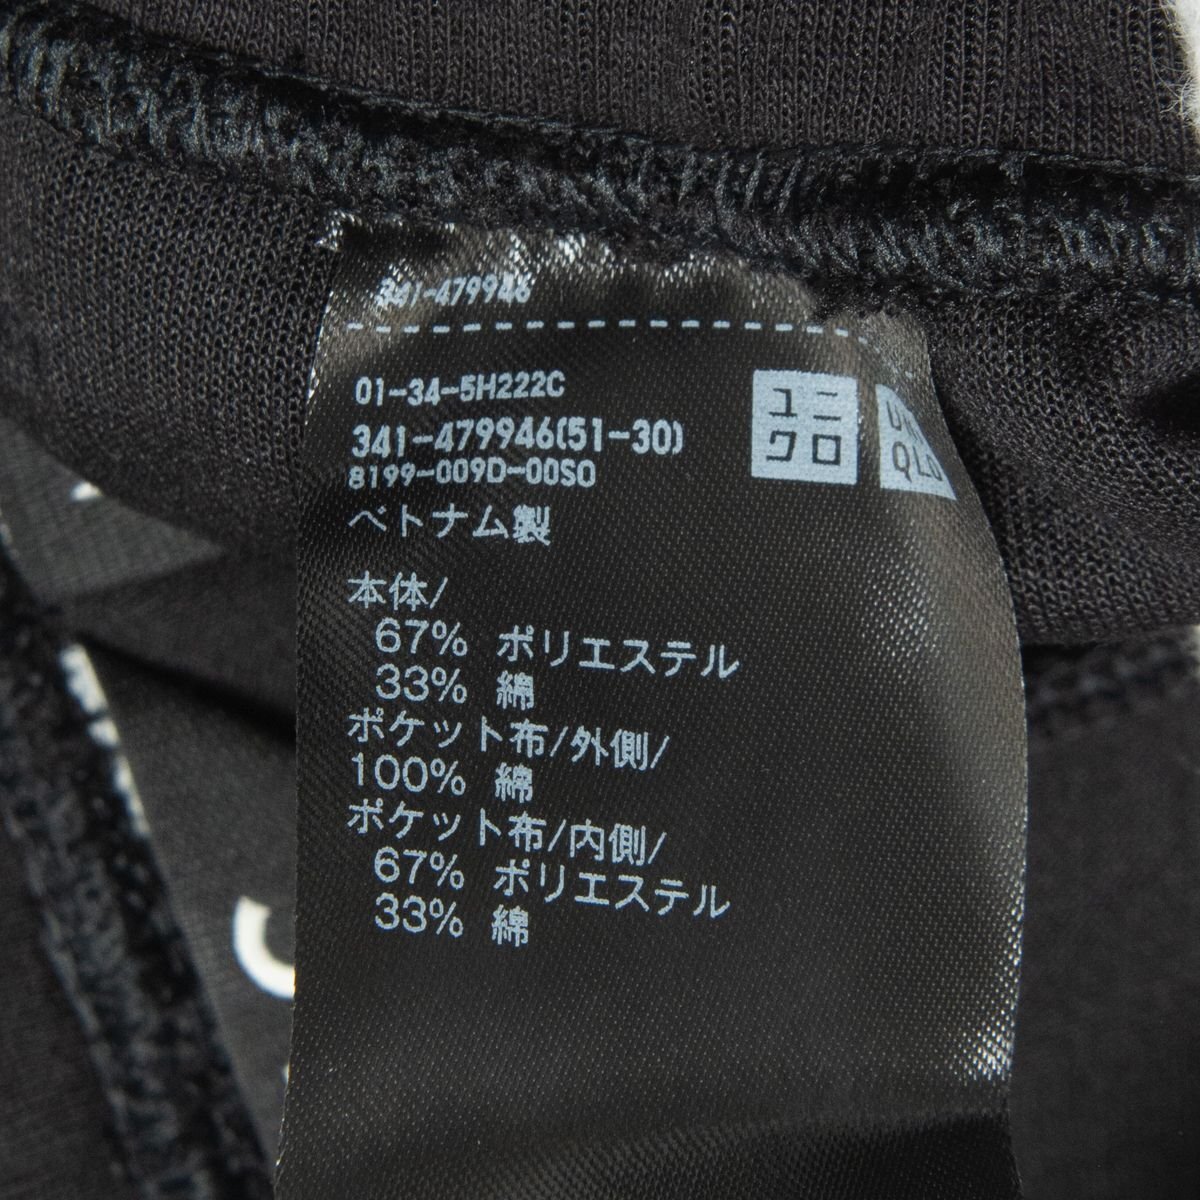 341-479946
01-34-5H222C
341-479946(51-30)
8199-009D-00SO
ユニ
クロ
UNI
QLO
ベトナム製
本体/
67% ポリエステル
33% 綿
ポケット布/外側/
100% 綿
ポケット布/内側/
67% ポリエステル
33% 綿